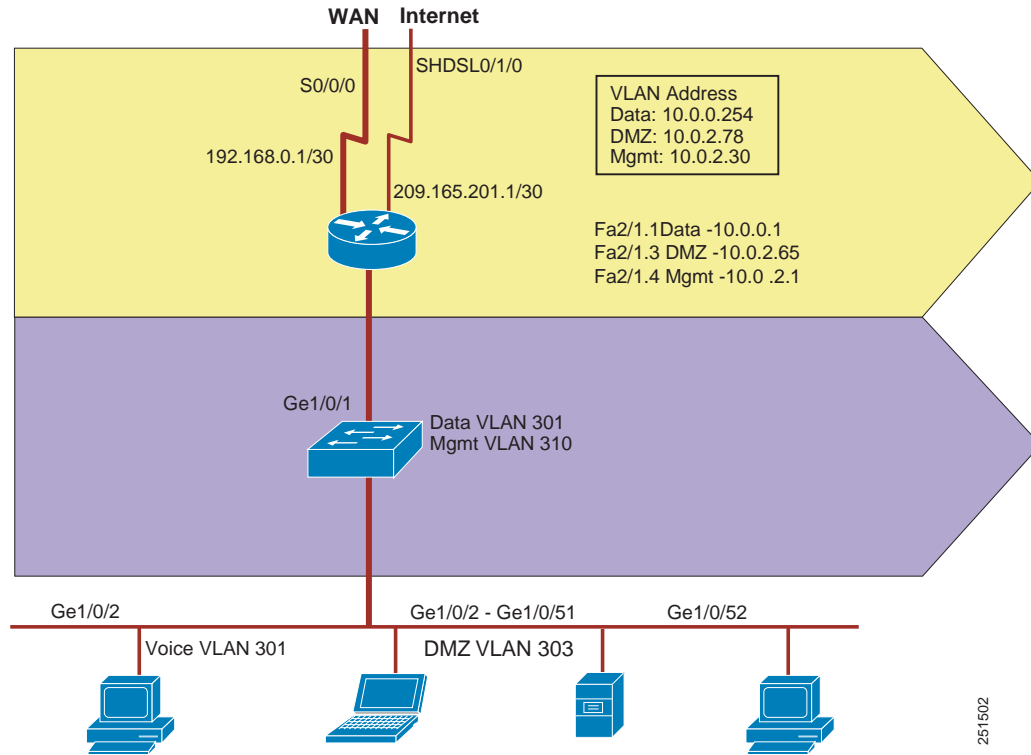 WAN Internet
SHDSL0/1/0
S0/0/0
VLAN Address
Data: 10.0.0.254
DMZ: 10.0.2.78
Mgmt: 10.0.2.30
192.168.0.1/30
209.165.201.1/30
Fa2/1.1Data -10.0.0.1
Fa2/1.3 DMZ -10.0.2.65
Fa2/1.4 Mgmt -10.0 .2.1
Ge1/0/1
Data VLAN 301
Mgmt VLAN 310
Ge1/0/2
Ge1/0/2 - Ge1/0/51
Ge1/0/52
Voice VLAN 301
DMZ VLAN 303
251502